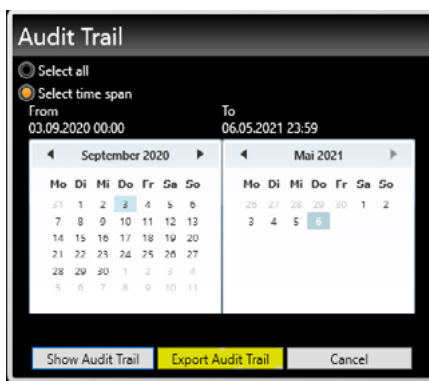 Audit Trail
Select all
Select time span
From To
03.09.2020 00:00 06.05.2021 23:59
September 2020 Mai 2021
Mo Di Mi Do Fr Sa So Mo Di Mi Do Fr Sa So
31 1 2 3 4 5 6 26 27 28 29 30 1 2
7 8 9 10 11 12 13 3 4 5 6
14 15 16 17 18 19 20
21 22 23 24 25 26 27
28 29 30 1 2 3 4
5 6 7 8 9 10 11
Show Audit Trail Export Audit Trail Cancel